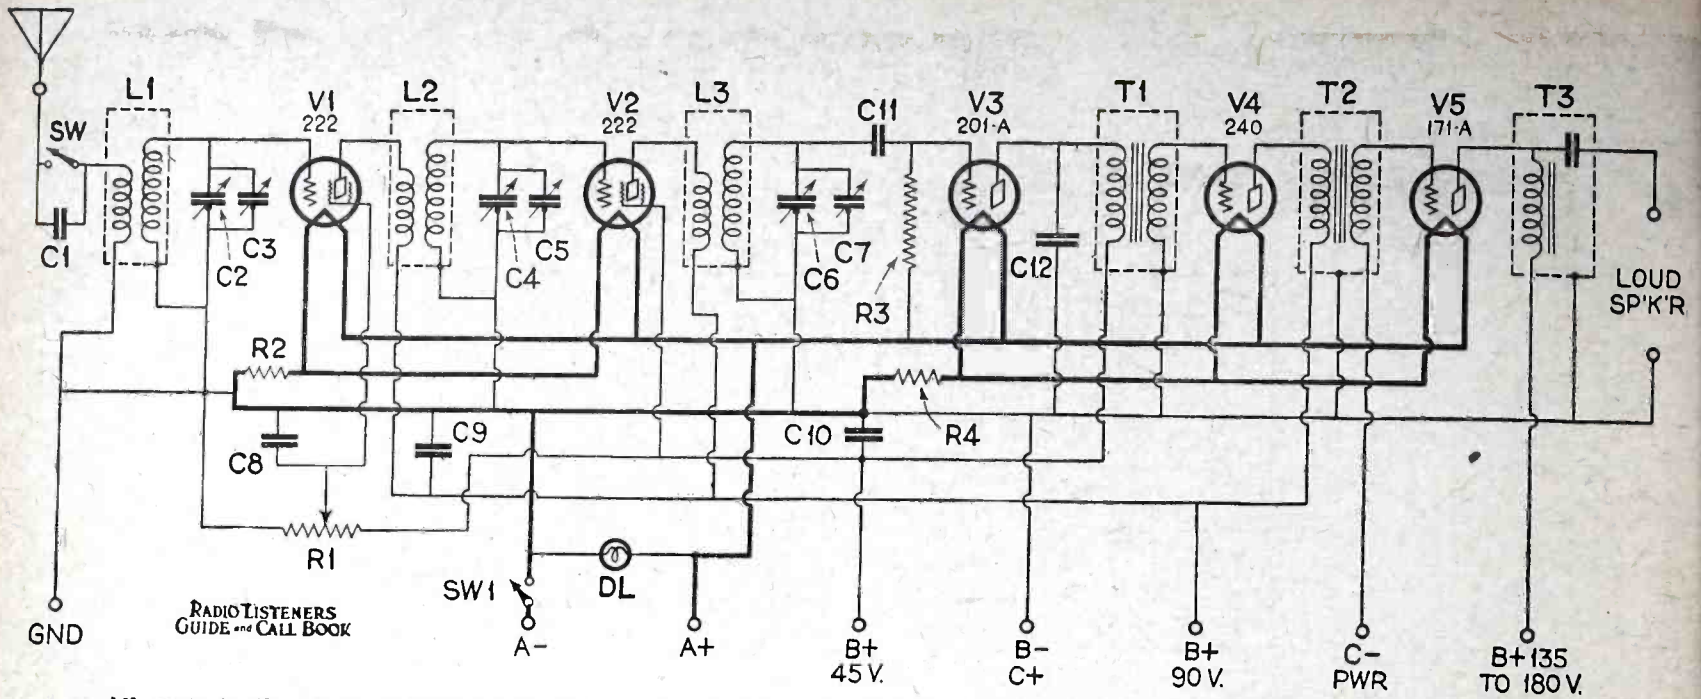 L1
V1
222
L2
V2
222
L3
C11
V3
201-A
T1
V4
240
T2
V5
171-A
T3
SW
C1
C2
C3
C4
C5
C6
C7
R3
C12
LOUD
SP'K'R
R2
C8
C9
C10
R4
R1
SW1
DL
GND
RADIO LISTENERS
GUIDE and CALL BOOK
A-
A+
B+
45 V.
B-
C+
B+
90 V.
C-
PWR
B+135
TO 180 V.